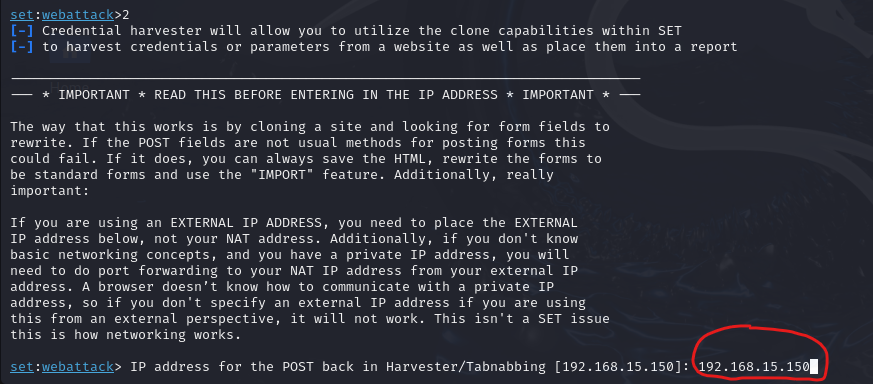 set:webattack>2
[-] Credential harvester will allow you to utilize the clone capabilities within SET
[-] to harvest credentials or parameters from a website as well as place them into a report
--- * IMPORTANT * READ THIS BEFORE ENTERING IN THE IP ADDRESS * IMPORTANT * ---
The way that this works is by cloning a site and looking for form fields to
rewrite. If the POST fields are not usual methods for posting forms this
could fail. If it does, you can always save the HTML, rewrite the forms to
be standard forms and use the "IMPORT" feature. Additionally, really
important:
If you are using an EXTERNAL IP ADDRESS, you need to place the EXTERNAL
IP address below, not your NAT address. Additionally, if you don't know
basic networking concepts, and you have a private IP address, you will
need to do port forwarding to your NAT IP address from your external IP
address. A browser doesn’t know how to communicate with a private IP
address, so if you don't specify an external IP address if you are using
this from an external perspective, it will not work. This isn't a SET issue
this is how networking works.
set:webattack> IP address for the POST back in Harvester/Tabnabbing [192.168.15.150]: 192.168.15.150